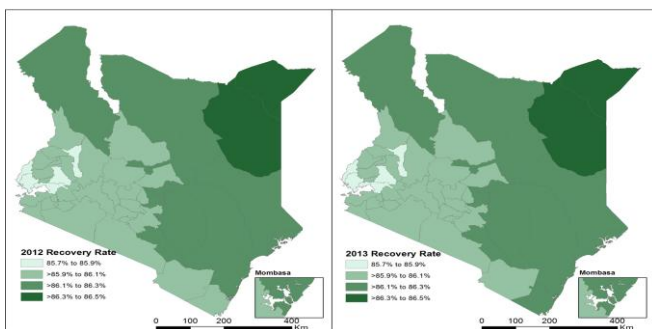 2012 Recovery Rate
85.7% to 85.9%
>85.9% to 86.1%
>86.1% to 86.3%
>86.3% to 86.5%
Mombasa
0 100 200 400
Km
2013 Recovery Rate
85.7% to 85.9%
>85.9% to 86.1%
>86.1% to 86.3%
>86.3% to 86.5%
Mombasa
0 100 200 400
Km